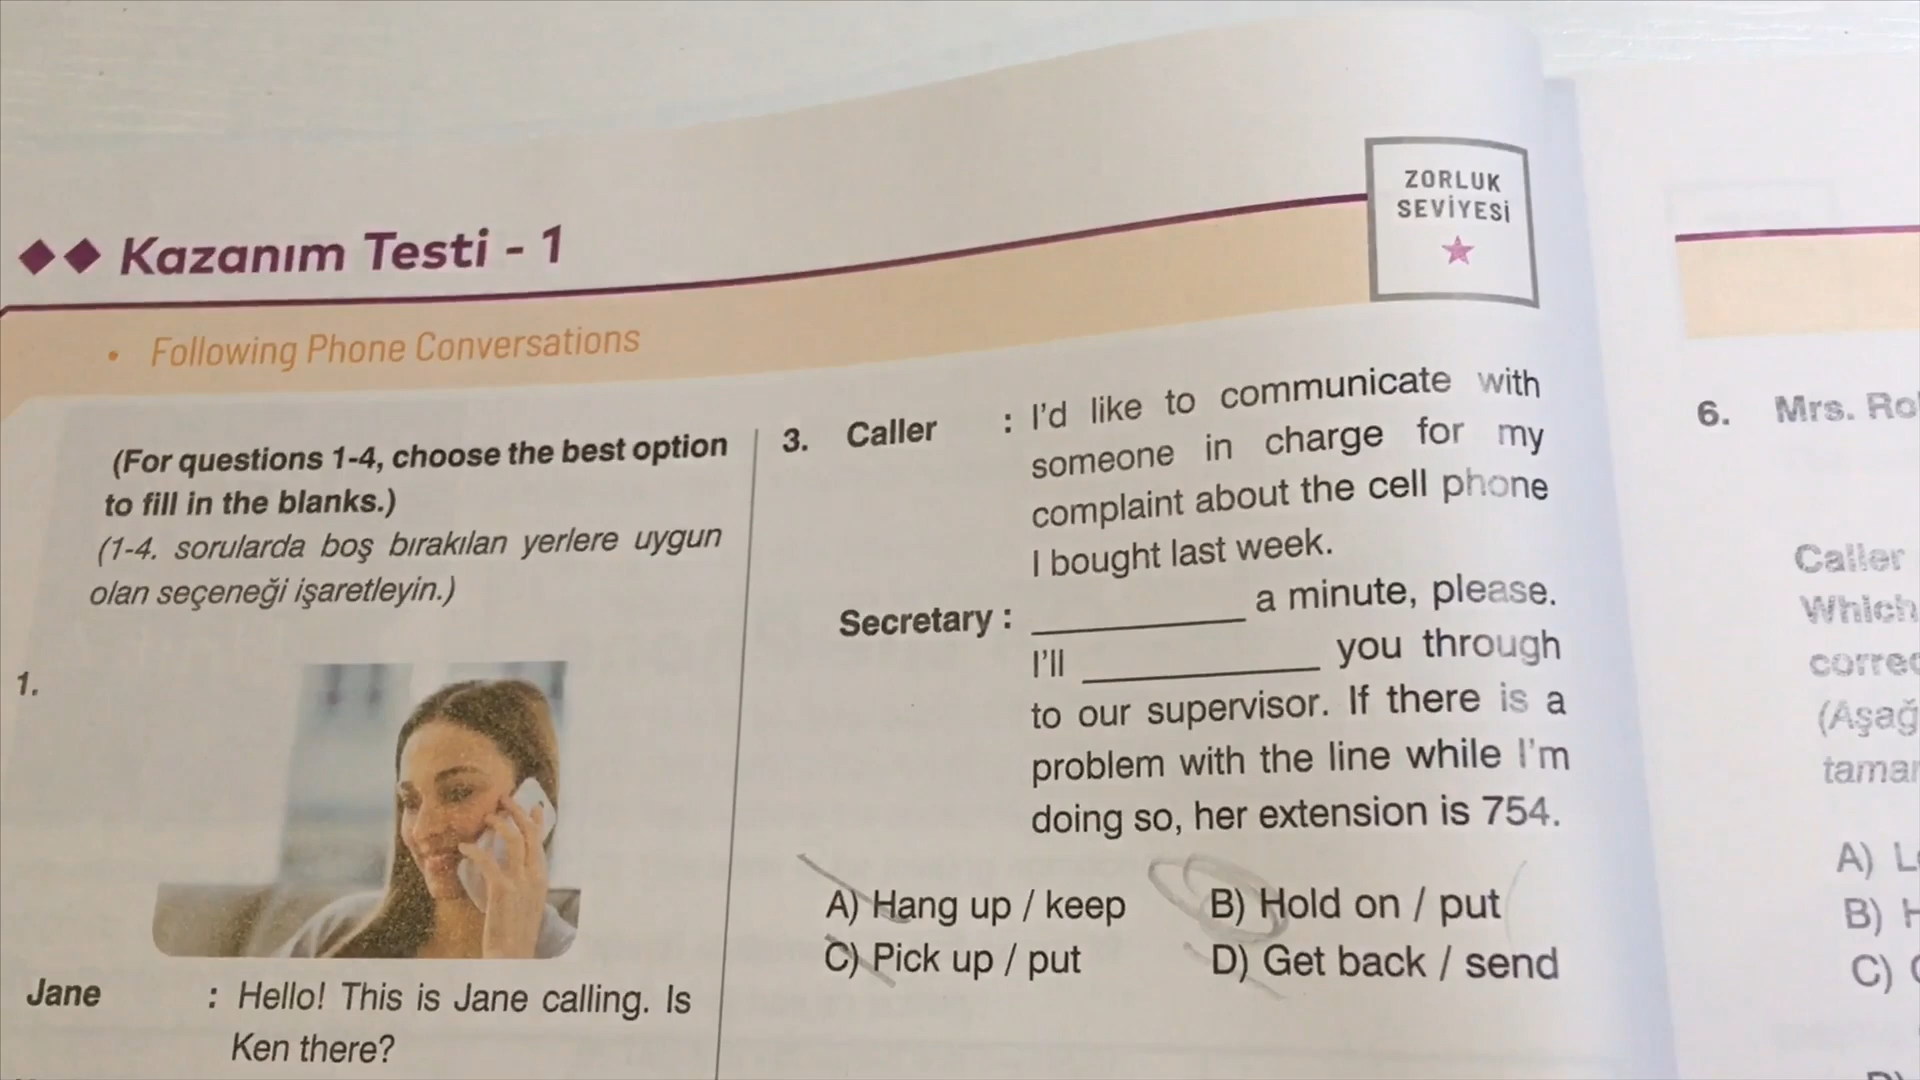 Kazanım Testi - 1
ZORLUK
SEVİYESİ
• Following Phone Conversations
(For questions 1-4, choose the best option
to fill in the blanks.)
(1-4. sorularda boş bırakılan yerlere uygun
olan seçeneği işaretleyin.)
1.
Jane : Hello! This is Jane calling. Is
Ken there?
3. Caller : I'd like to communicate with
someone in charge for my
complaint about the cell phone
I bought last week.
Secretary : __________ a minute, please.
I'll __________ you through
to our supervisor. If there is a
problem with the line while I'm
doing so, her extension is 754.
A) Hang up / keep B) Hold on / put
C) Pick up / put D) Get back / send
6. Mrs.
Caller
Which
A)
B)
C)